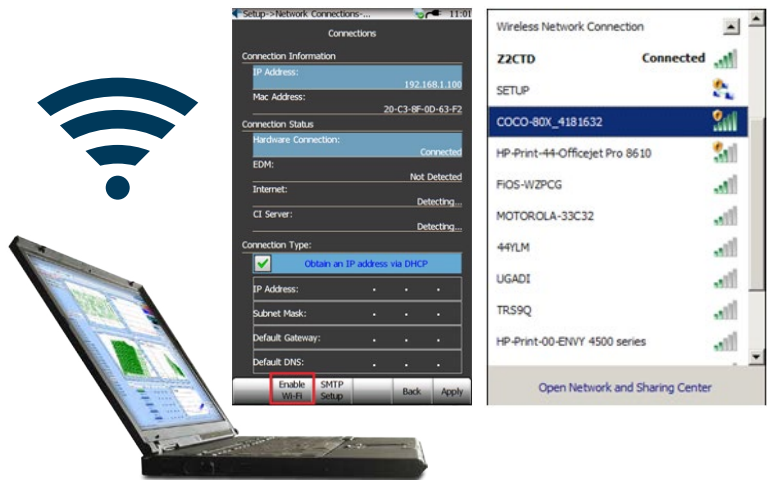 Setup->Network Connections-...
11:01
Connections
Connection Information
IP Address:
192.168.1.100
Mac Address:
20-C3-8F-0D-63-F2
Connection Status
Hardware Connection:
Connected
EDM:
Not Detected
Internet:
Detecting...
CI Server:
Detecting...
Connection Type:
Obtain an IP address via DHCP
IP Address: . . .
Subnet Mask: . . .
Default Gateway: . . .
Default DNS: . . .
Enable
Wi-Fi
SMTP
Setup
Back
Apply
Wireless Network Connection
Z2CTD Connected
SETUP
COCO-80X_4181632
HP-Print-44-Officejet Pro 8610
FiOS-WZPCG
MOTOROLA-33C32
44YLM
UGADI
TRS9Q
HP-Print-00-ENVY 4500 series
Open Network and Sharing Center